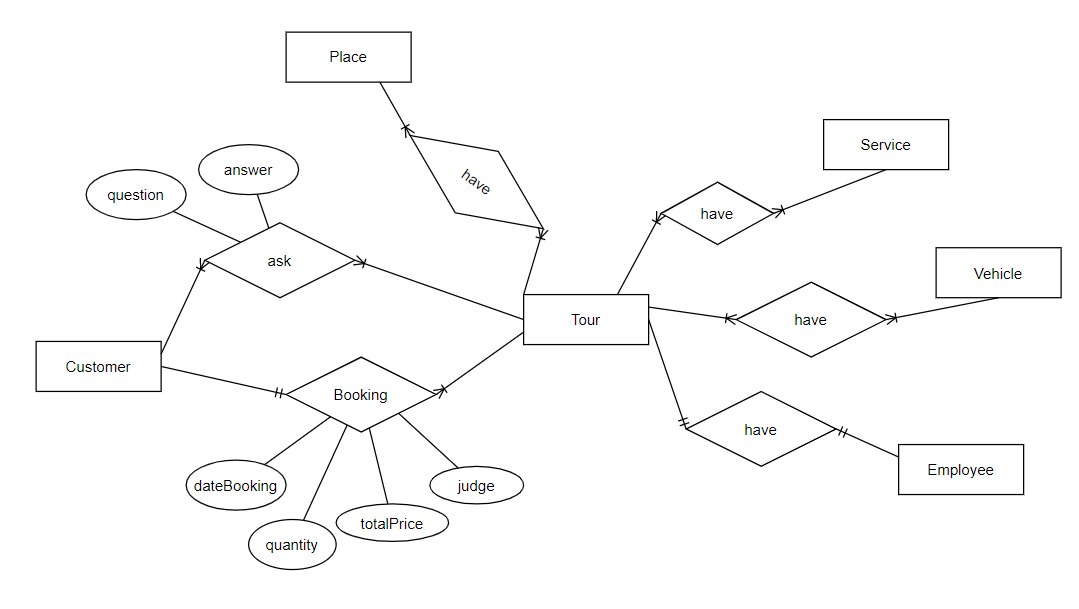 Place
Service
answer
question
have
have
ask
Vehicle
Tour
have
Customer
Booking
have
Employee
dateBooking
judge
totalPrice
quantity